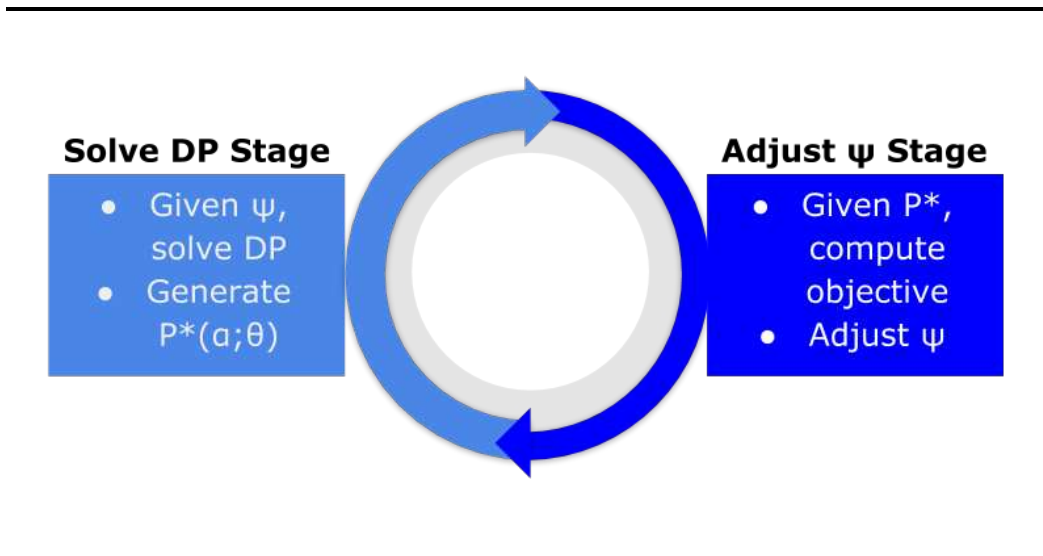 Solve DP Stage
● Given ψ,
solve DP
● Generate
P*(α;θ)
Adjust ψ Stage
● Given P*,
compute
objective
● Adjust ψ